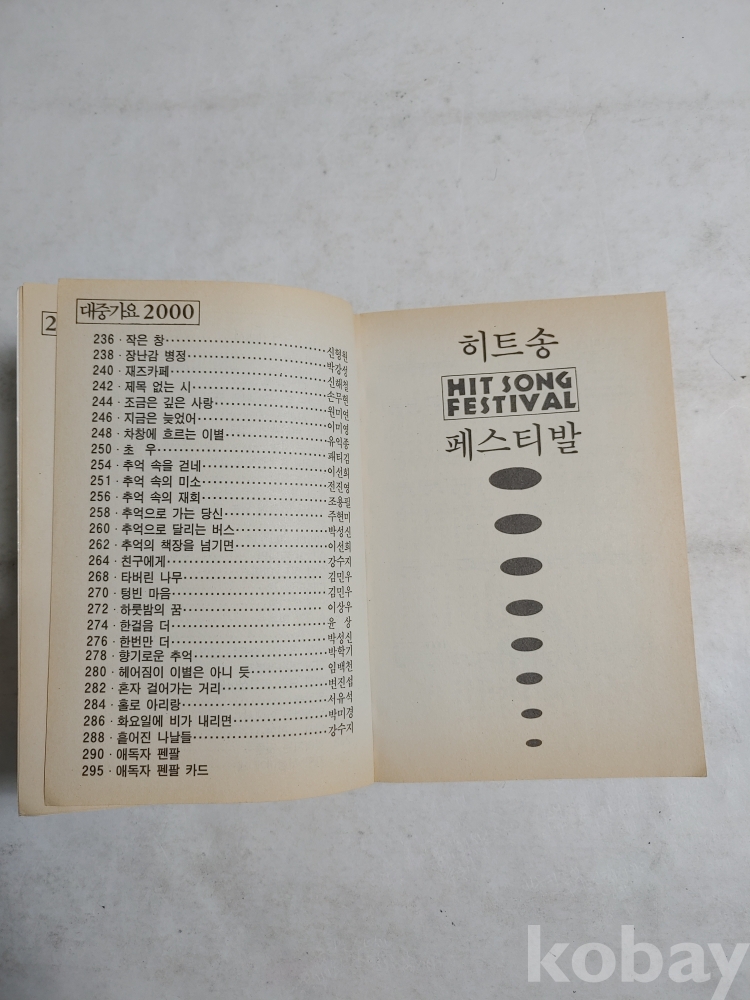 2
대중가요 2000
236 · 작은 창 신형원
238 · 장난감 병정 박강성
240 · 재즈카페 신해철
242 · 제목 없는 시 손무현
244 · 조금은 깊은 사랑 원미연
246 · 지금은 늦었어 이미영
248 · 차창에 흐르는 이별 유익종
250 · 초 우 패티김
254 · 추억 속을 걷네 이선희
251 · 추억 속의 미소 전진영
256 · 추억 속의 재회 조용필
258 · 추억으로 가는 당신 주현미
260 · 추억으로 달리는 버스 박성신
262 · 추억의 책장을 넘기면 이선희
264 · 친구에게 강수지
268 · 타버린 나무 김민우
270 · 텅빈 마음 김민우
272 · 하룻밤의 꿈 이상우
274 · 한걸음 더 윤 상
276 · 한번만 더 박성신
278 · 향기로운 추억 박학기
280 · 헤어짐이 이별은 아니 듯 임백천
282 · 혼자 걸어가는 거리 변진섭
284 · 홀로 아리랑 서유석
286 · 화요일에 비가 내리면 박미경
288 · 흩어진 나날들 강수지
290 · 애독자 펜팔
295 · 애독자 펜팔 카드
히트송
HIT SONG
FESTIVAL
페스티발
kobay